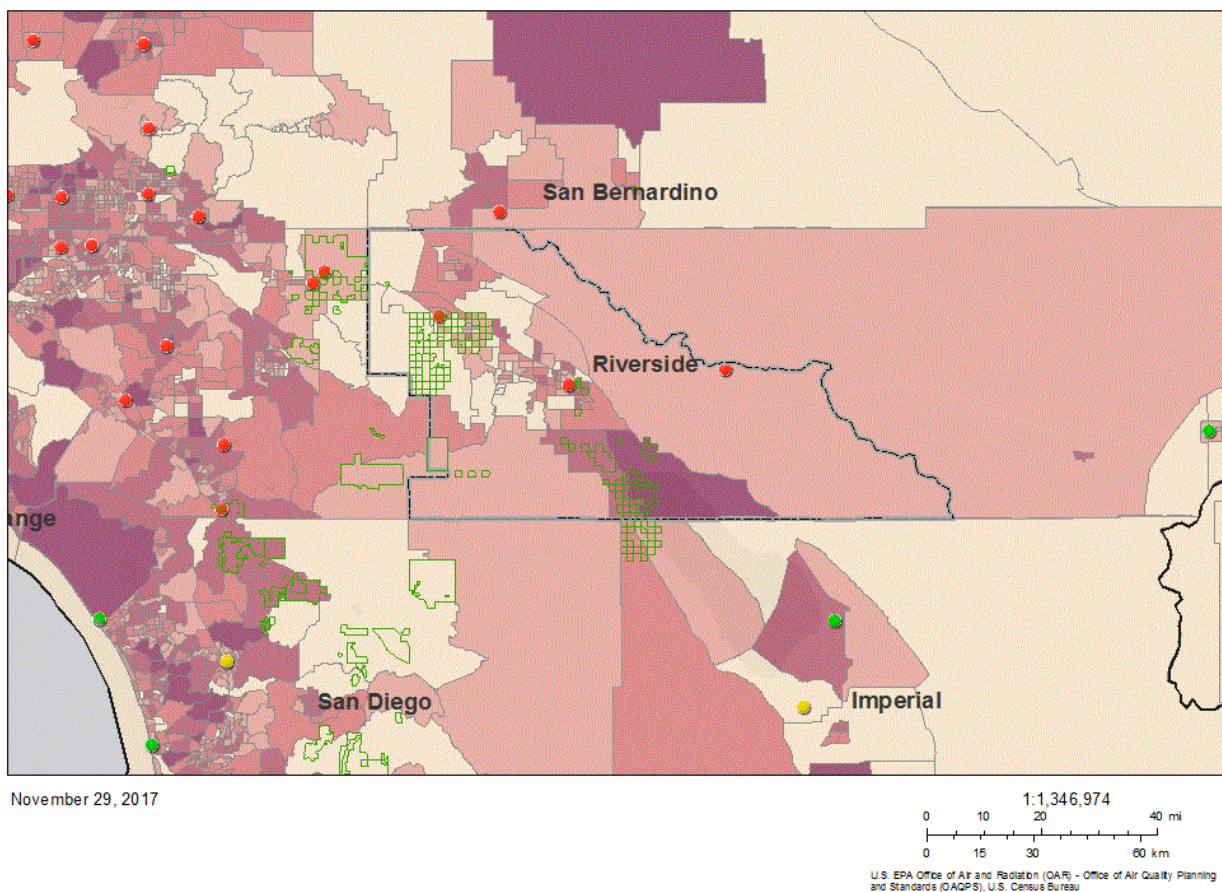 San Bernardino
Riverside
ange
San Diego
Imperial
November 29, 2017
1:1,346,974
0 10 20 40 mi
0 15 30 60 km
U.S. EPA Office of Air and Radiation (OAR) - Office of Air Quality Planning
and Standards (OAQPS), U.S. Census Bureau